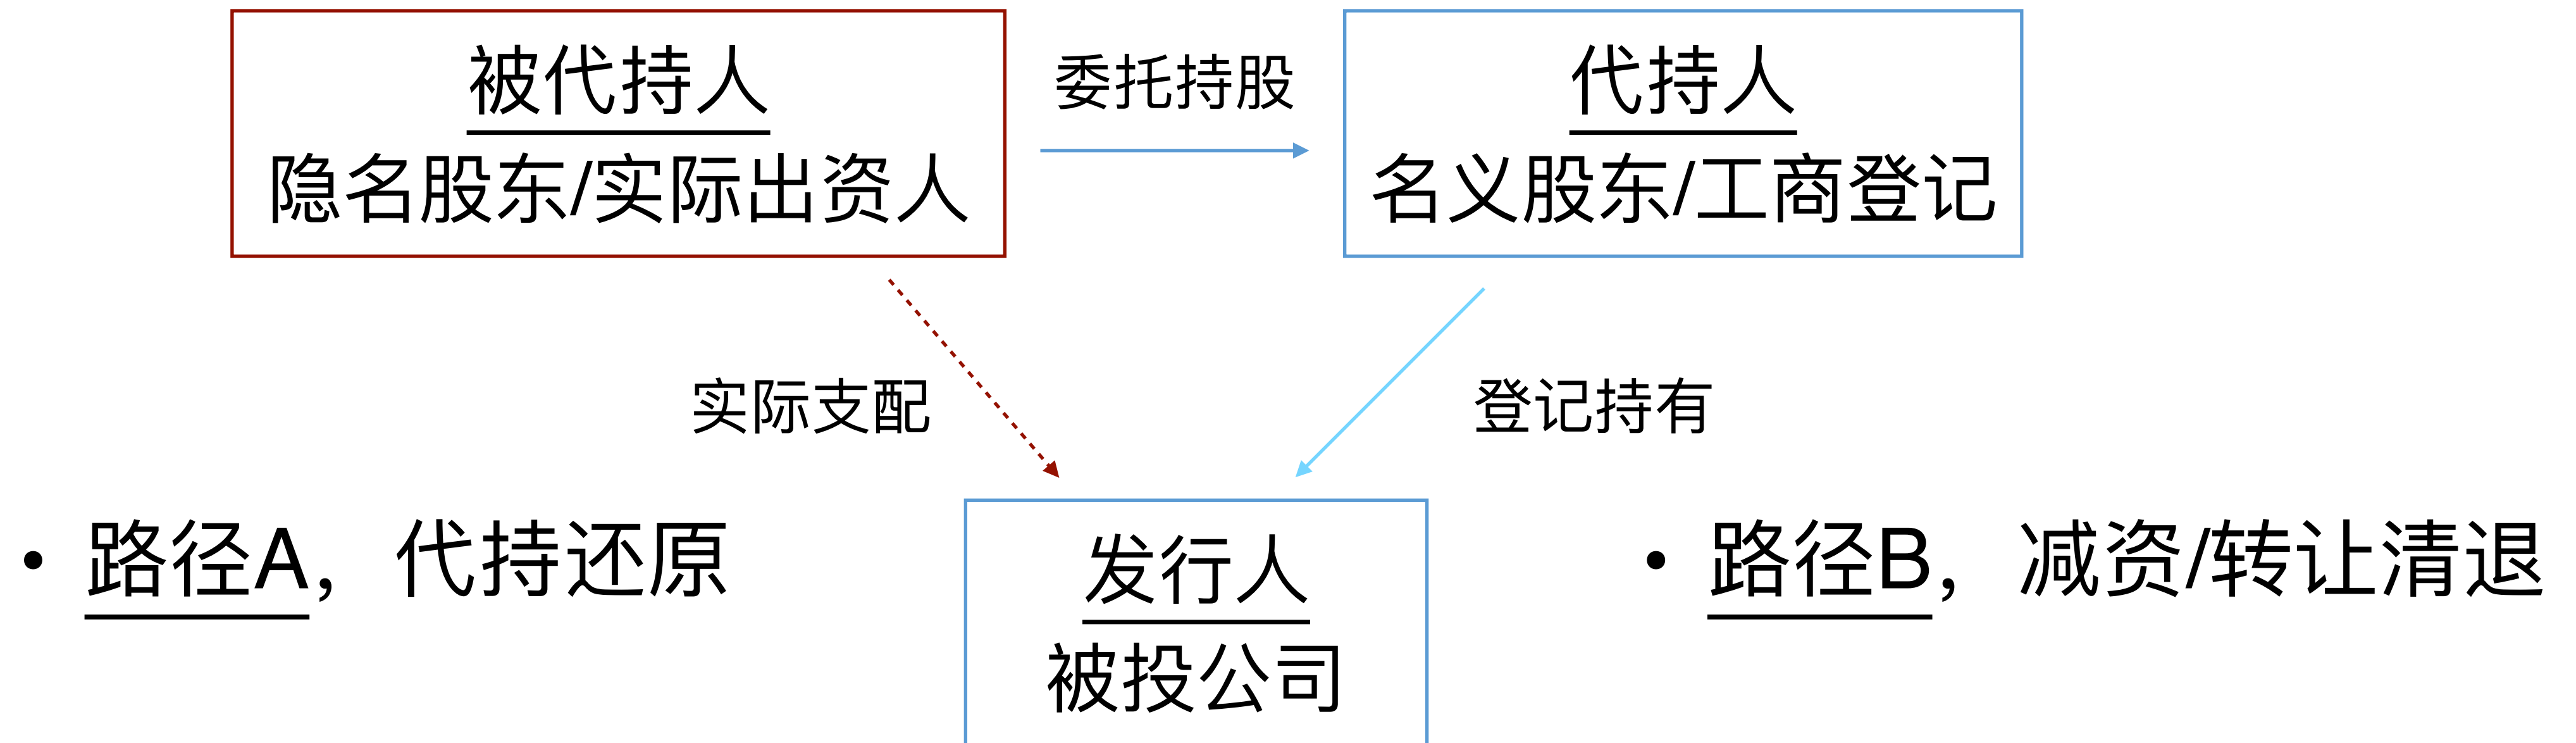 被代持人
隐名股东/实际出资人
委托持股
代持人
名义股东/工商登记
实际支配
登记持有
• 路径A，代持还原
发行人
被投公司
• 路径B，减资/转让清退